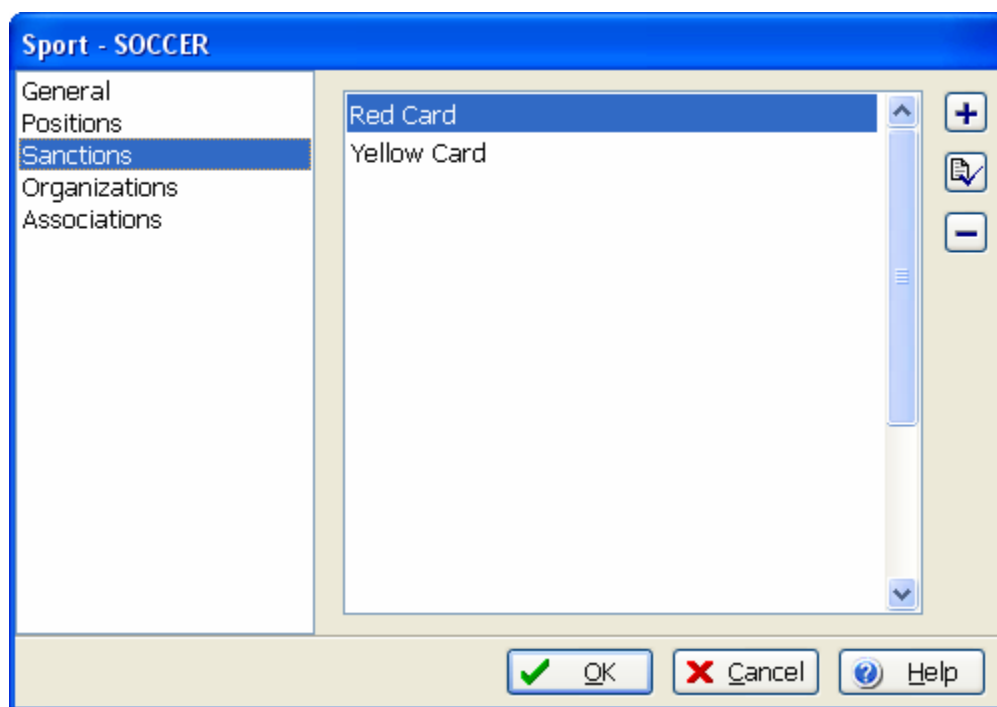 Sport - SOCCER
General
Positions
Sanctions
Organizations
Associations
Red Card
Yellow Card
OK
Cancel
Help